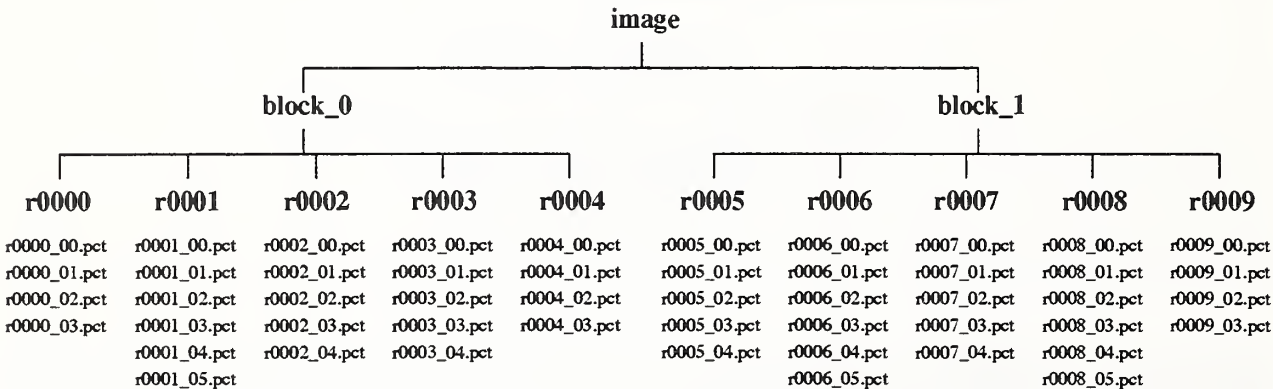 image
block_0 block_1
r0000 r0001 r0002 r0003 r0004 r0005 r0006 r0007 r0008 r0009
r0000_00.pct r0001_00.pct r0002_00.pct r0003_00.pct r0004_00.pct r0005_00.pct r0006_00.pct r0007_00.pct r0008_00.pct r0009_00.pct
r0000_01.pct r0001_01.pct r0002_01.pct r0003_01.pct r0004_01.pct r0005_01.pct r0006_01.pct r0007_01.pct r0008_01.pct r0009_01.pct
r0000_02.pct r0001_02.pct r0002_02.pct r0003_02.pct r0004_02.pct r0005_02.pct r0006_02.pct r0007_02.pct r0008_02.pct r0009_02.pct
r0000_03.pct r0001_03.pct r0002_03.pct r0003_03.pct r0004_03.pct r0005_03.pct r0006_03.pct r0007_03.pct r0008_03.pct r0009_03.pct
r0001_04.pct r0002_04.pct r0003_04.pct r0005_04.pct r0006_04.pct r0007_04.pct r0008_04.pct
r0001_05.pct r0006_05.pct r0008_05.pct